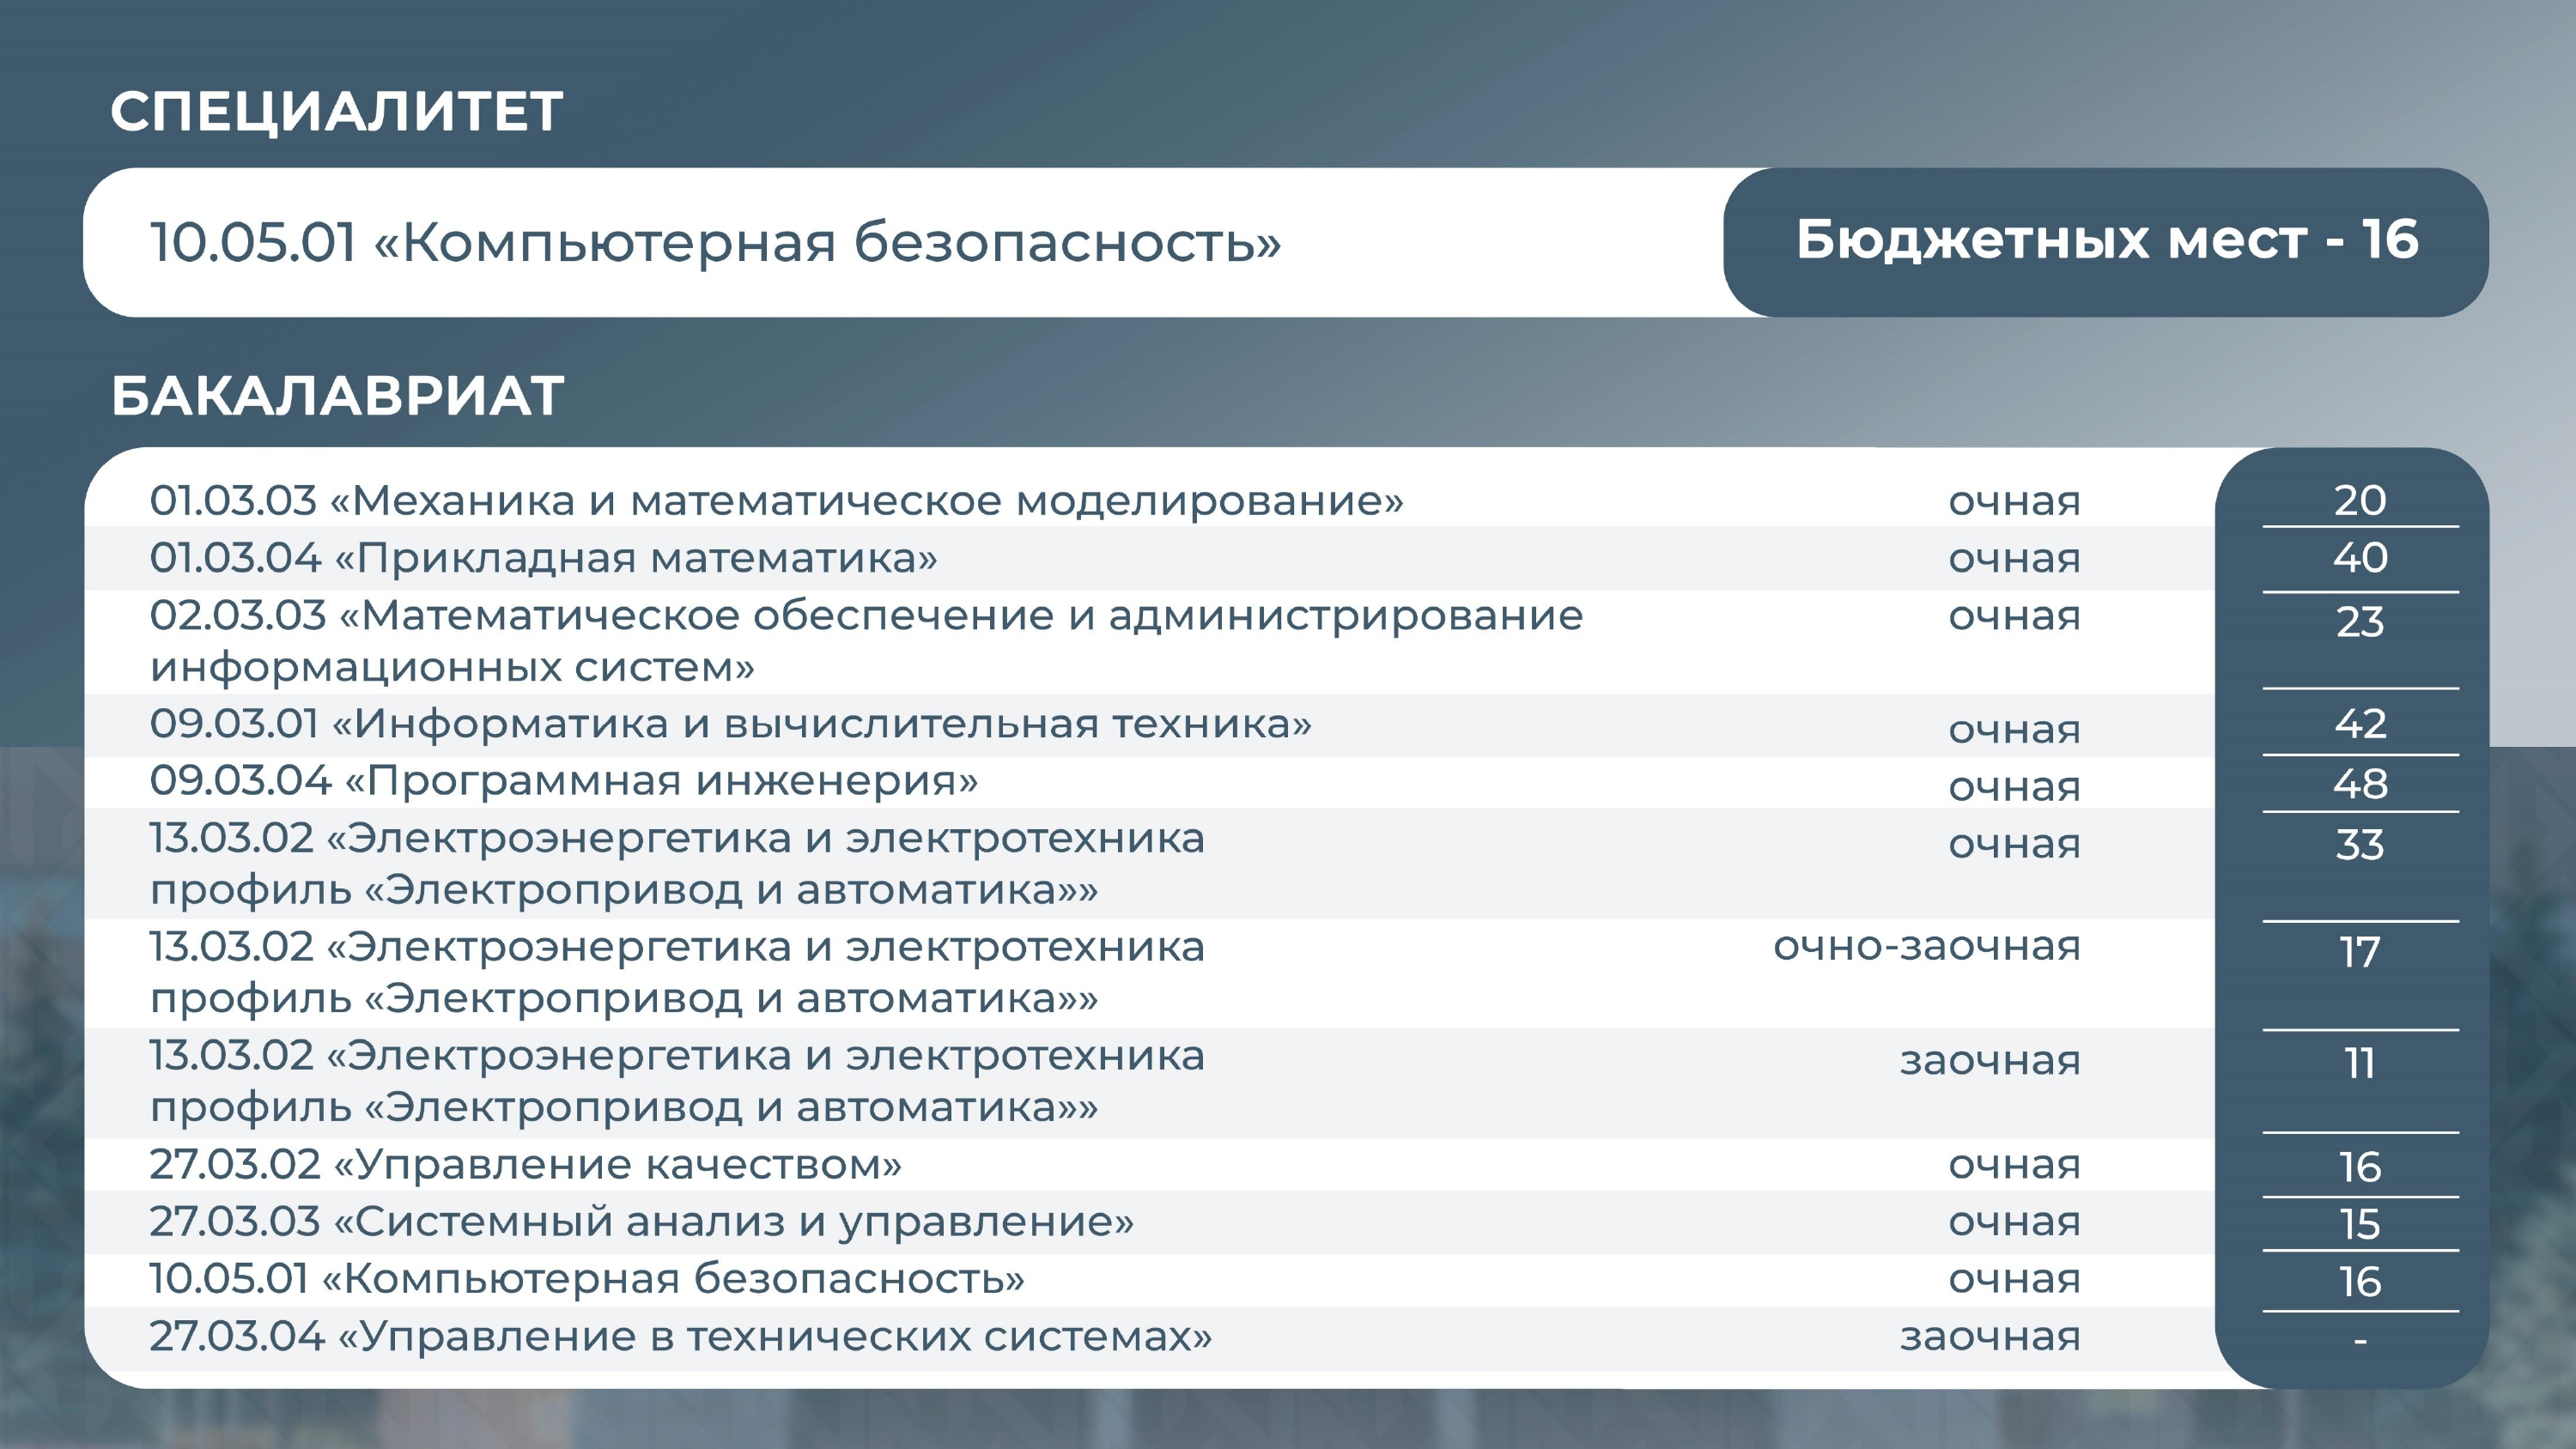 СПЕЦИАЛИТЕТ
10.05.01 «Компьютерная безопасность» Бюджетных мест - 16
БАКАЛАВРИАТ
01.03.03 «Механика и математическое моделирование» очная 20
01.03.04 «Прикладная математика» очная 40
02.03.03 «Математическое обеспечение и администрирование очная 23
информационных систем»
09.03.01 «Информатика и вычислительная техника» очная 42
09.03.04 «Программная инженерия» очная 48
13.03.02 «Электроэнергетика и электротехника очная 33
профиль «Электропривод и автоматика»»
13.03.02 «Электроэнергетика и электротехника очно-заочная 17
профиль «Электропривод и автоматика»»
13.03.02 «Электроэнергетика и электротехника заочная 11
профиль «Электропривод и автоматика»»
27.03.02 «Управление качеством» очная 16
27.03.03 «Системный анализ и управление» очная 15
10.05.01 «Компьютерная безопасность» очная 16
27.03.04 «Управление в технических системах» заочная -